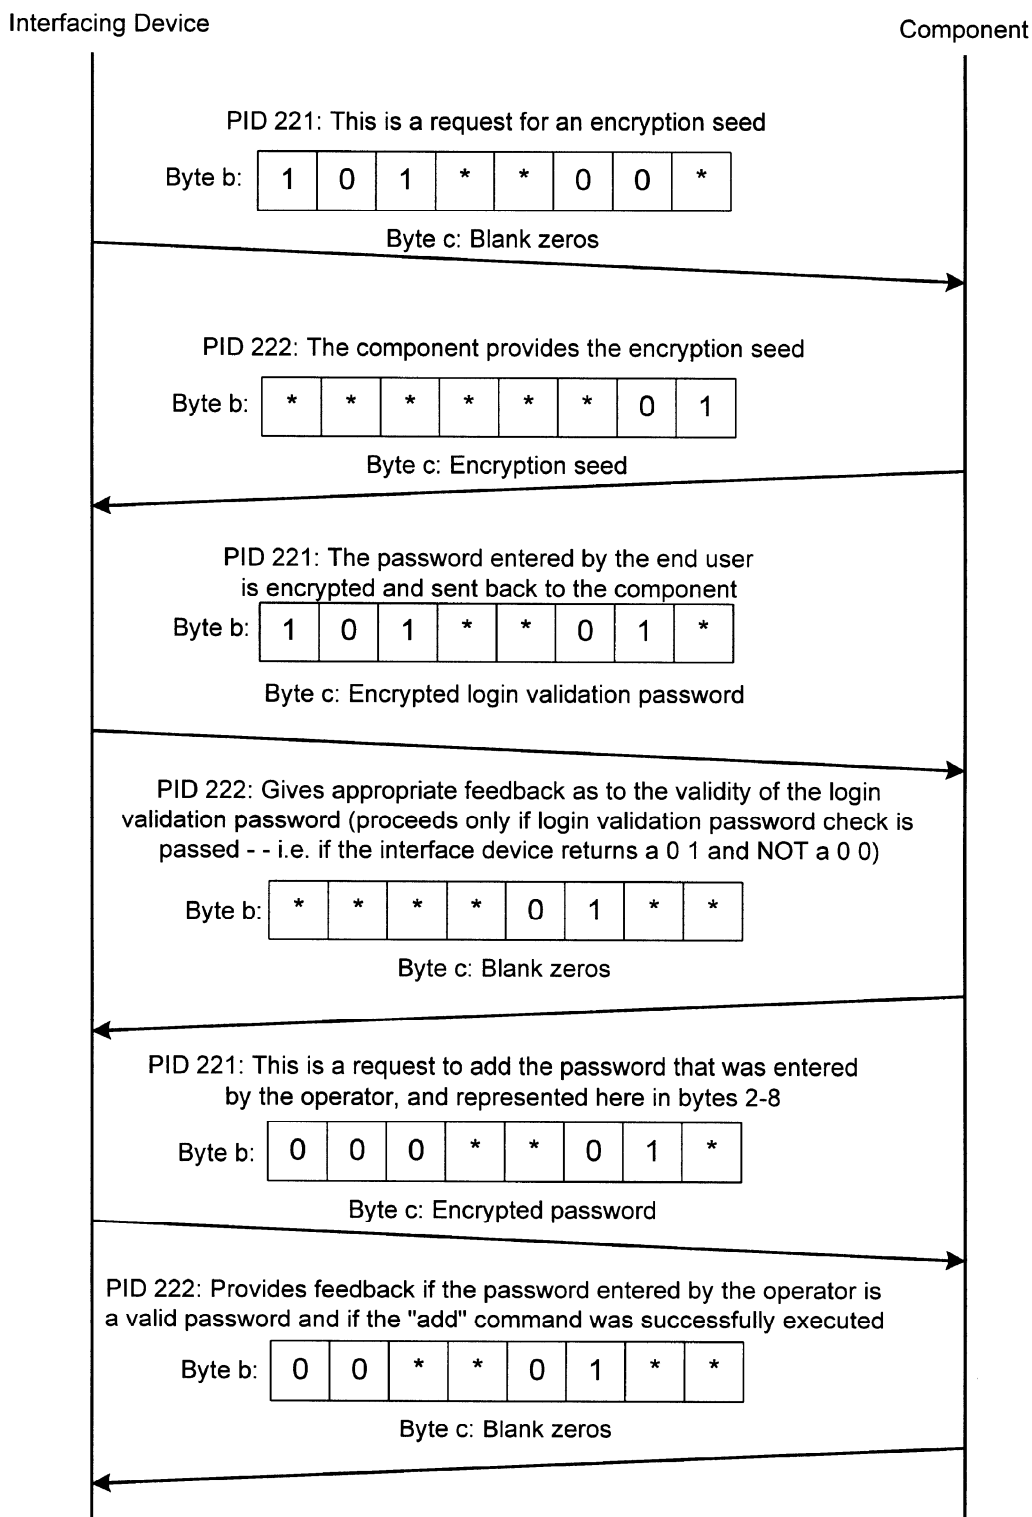 Interfacing Device
Component
PID 221: This is a request for an encryption seed
Byte b: 1 0 1 * * 0 0 *
Byte c: Blank zeros
PID 222: The component provides the encryption seed
Byte b: * * * * * * 0 1
Byte c: Encryption seed
PID 221: The password entered by the end user
is encrypted and sent back to the component
Byte b: 1 0 1 * * 0 1 *
Byte c: Encrypted login validation password
PID 222: Gives appropriate feedback as to the validity of the login
validation password (proceeds only if login validation password check is
passed - - i.e. if the interface device returns a 0 1 and NOT a 0 0)
Byte b: * * * * 0 1 * *
Byte c: Blank zeros
PID 221: This is a request to add the password that was entered
by the operator, and represented here in bytes 2-8
Byte b: 0 0 0 * * 0 1 *
Byte c: Encrypted password
PID 222: Provides feedback if the password entered by the operator is
a valid password and if the "add" command was successfully executed
Byte b: 0 0 * * 0 1 * *
Byte c: Blank zeros